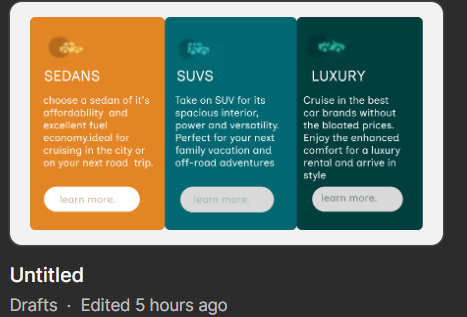 SEDANS
choose a sedan of it's
affordability and
excellent fuel
economy.ideal for
cruising in the city or
on your next road trip.
learn more.
SUVS
Take on SUV for its
spacious interior,
power and versatility.
Perfect for your next
family vacation and
off-road adventures
learn more.
LUXURY
Cruise in the best
car brands without
the bloated prices.
Enjoy the enhanced
comfort for a luxury
rental and arrive in
style
learn more.
Untitled
Drafts · Edited 5 hours ago